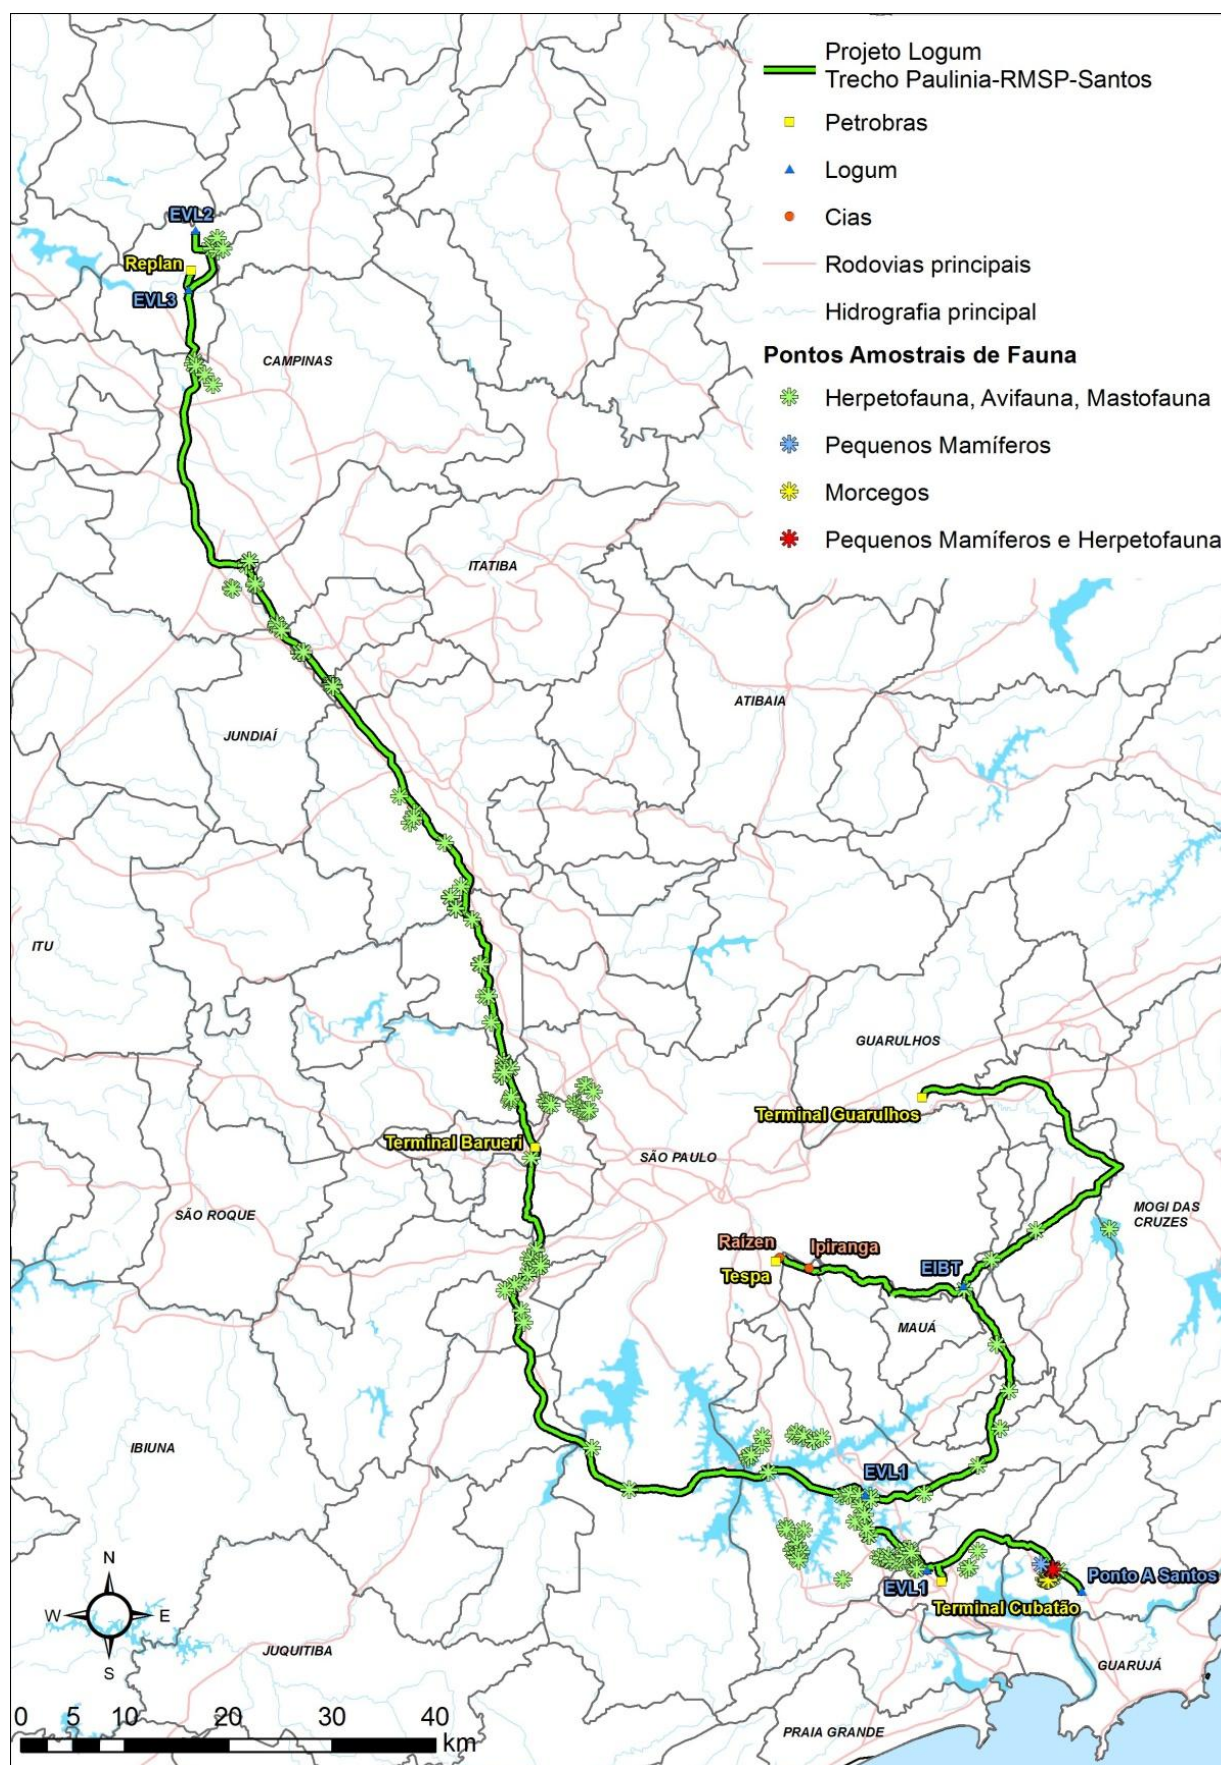 Projeto Logum
Trecho Paulinia-RMSP-Santos
Petrobras
Logum
Cias
Rodovias principais
Hidrografia principal
Pontos Amostrais de Fauna
Herpetofauna, Avifauna, Mastofauna
Pequenos Mamíferos
Morcegos
Pequenos Mamíferos e Herpetofauna
EVL2
Replan
EVL3
CAMPINAS
ITATIBA
ATIBAIA
JUNDIAÍ
ITU
GUARULHOS
Terminal Guarulhos
Terminal Barueri
SÃO PAULO
SÃO ROQUE
MOGI DAS
CRUZES
Raízen
Ipiranga
Tespa
EIBT
MAUÁ
IBIUNA
EVL1
EVL1
Ponto A Santos
Terminal Cubatão
N
W
E
S
JUQUITIBA
GUARUJÁ
PRAIA GRANDE
0 5 10 20 30 40
km